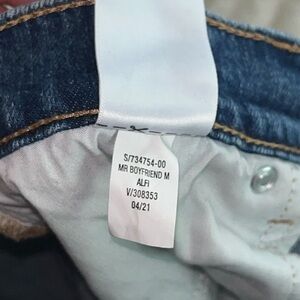 S/734754-00
MR BOYFRIEND M
ALFI
V/308353
04/21